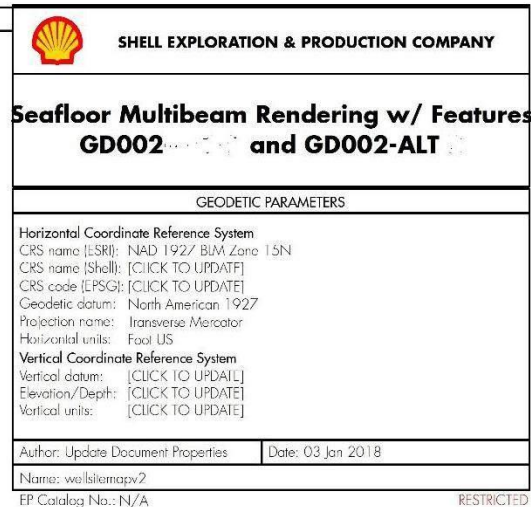 SHELL EXPLORATION & PRODUCTION COMPANY
Seafloor Multibeam Rendering w/ Features
GD002 and GD002-ALT
GEODETIC PARAMETERS
Horizontal Coordinate Reference System
CRS name (ESRI): NAD 1927 BLM Zone 15N
CRS name (Shell): [CLICK TO UPDATE]
CRS code (EPSG): [CLICK TO UPDATE]
Geodetic datum: North American 1927
Projection name: Transverse Mercator
Horizontal units: Foot US
Vertical Coordinate Reference System
Vertical datum: [CLICK TO UPDATE]
Elevation/Depth: [CLICK TO UPDATE]
Vertical units: [CLICK TO UPDATE]
Author: Update Document Properties
Date: 03 Jan 2018
Name: wellsitemapv2
EP Catalog No.: N/A
RESTRICTED